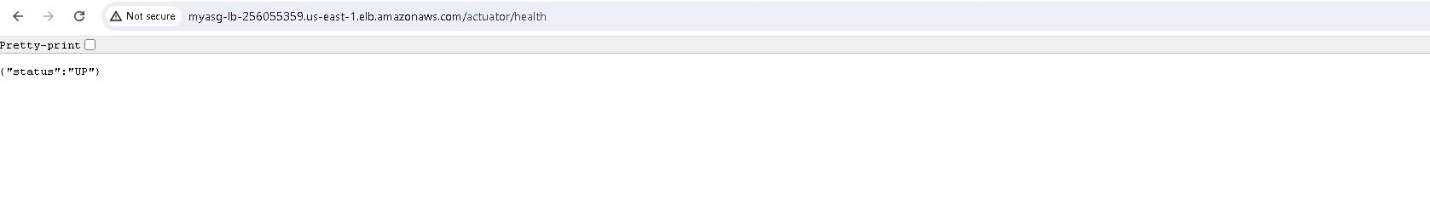 Not secure myasg-lb-256055359.us-east-1.elb.amazonaws.com/actuator/health
Pretty-print
{"status":"UP"}